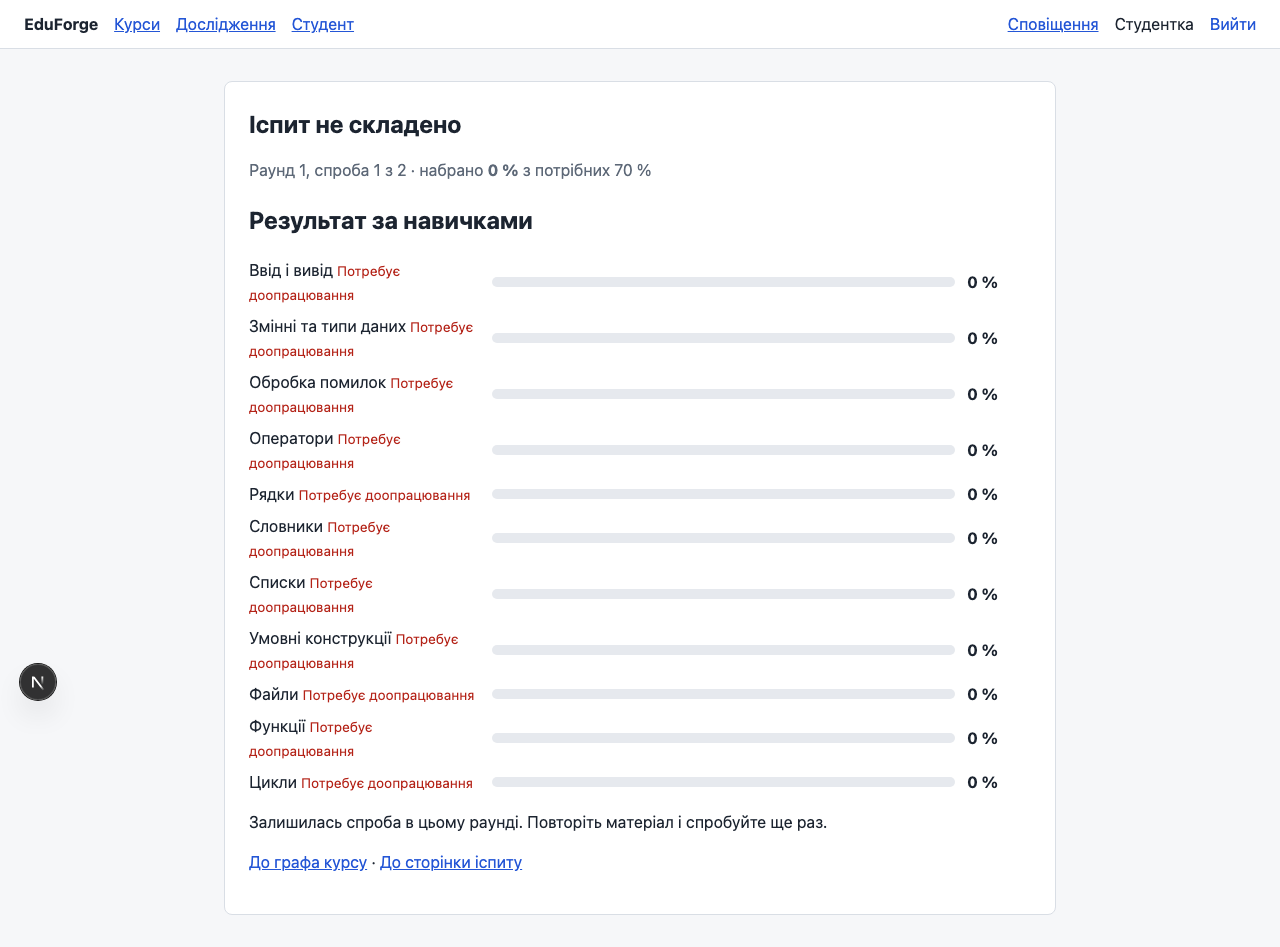 EduForge Курси Дослідження Студент Сповіщення Студентка Вийти
Іспит не складено
Раунд 1, спроба 1 з 2 · набрано 0 % з потрібних 70 %
Результат за навичками
Ввід і вивід Потребує
доопрацювання
0 %
Змінні та типи даних Потребує
доопрацювання
0 %
Обробка помилок Потребує
доопрацювання
0 %
Оператори Потребує
доопрацювання
0 %
Рядки Потребує доопрацювання 0 %
Словники Потребує
доопрацювання
0 %
Списки Потребує
доопрацювання
0 %
Умовні конструкції Потребує
доопрацювання
0 %
Файли Потребує доопрацювання 0 %
Функції Потребує
доопрацювання
0 %
Цикли Потребує доопрацювання 0 %
Залишилась спроба в цьому раунді. Повторіть матеріал і спробуйте ще раз.
До графа курсу · До сторінки іспиту
N